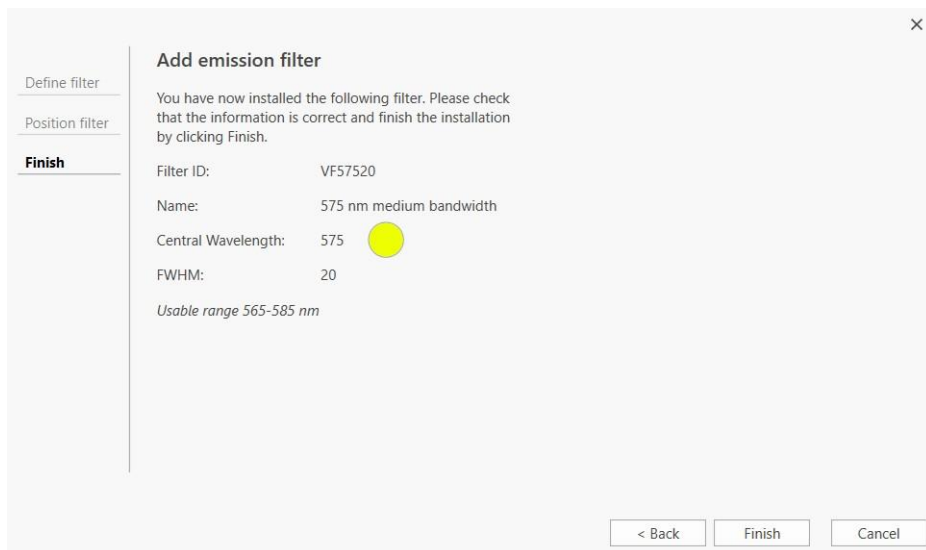 ×
Add emission filter
Define filter
You have now installed the following filter. Please check
that the information is correct and finish the installation
by clicking Finish.
Position filter
Finish
Filter ID: VF57520
Name: 575 nm medium bandwidth
Central Wavelength: 575
FWHM: 20
Usable range 565-585 nm
< Back Finish Cancel